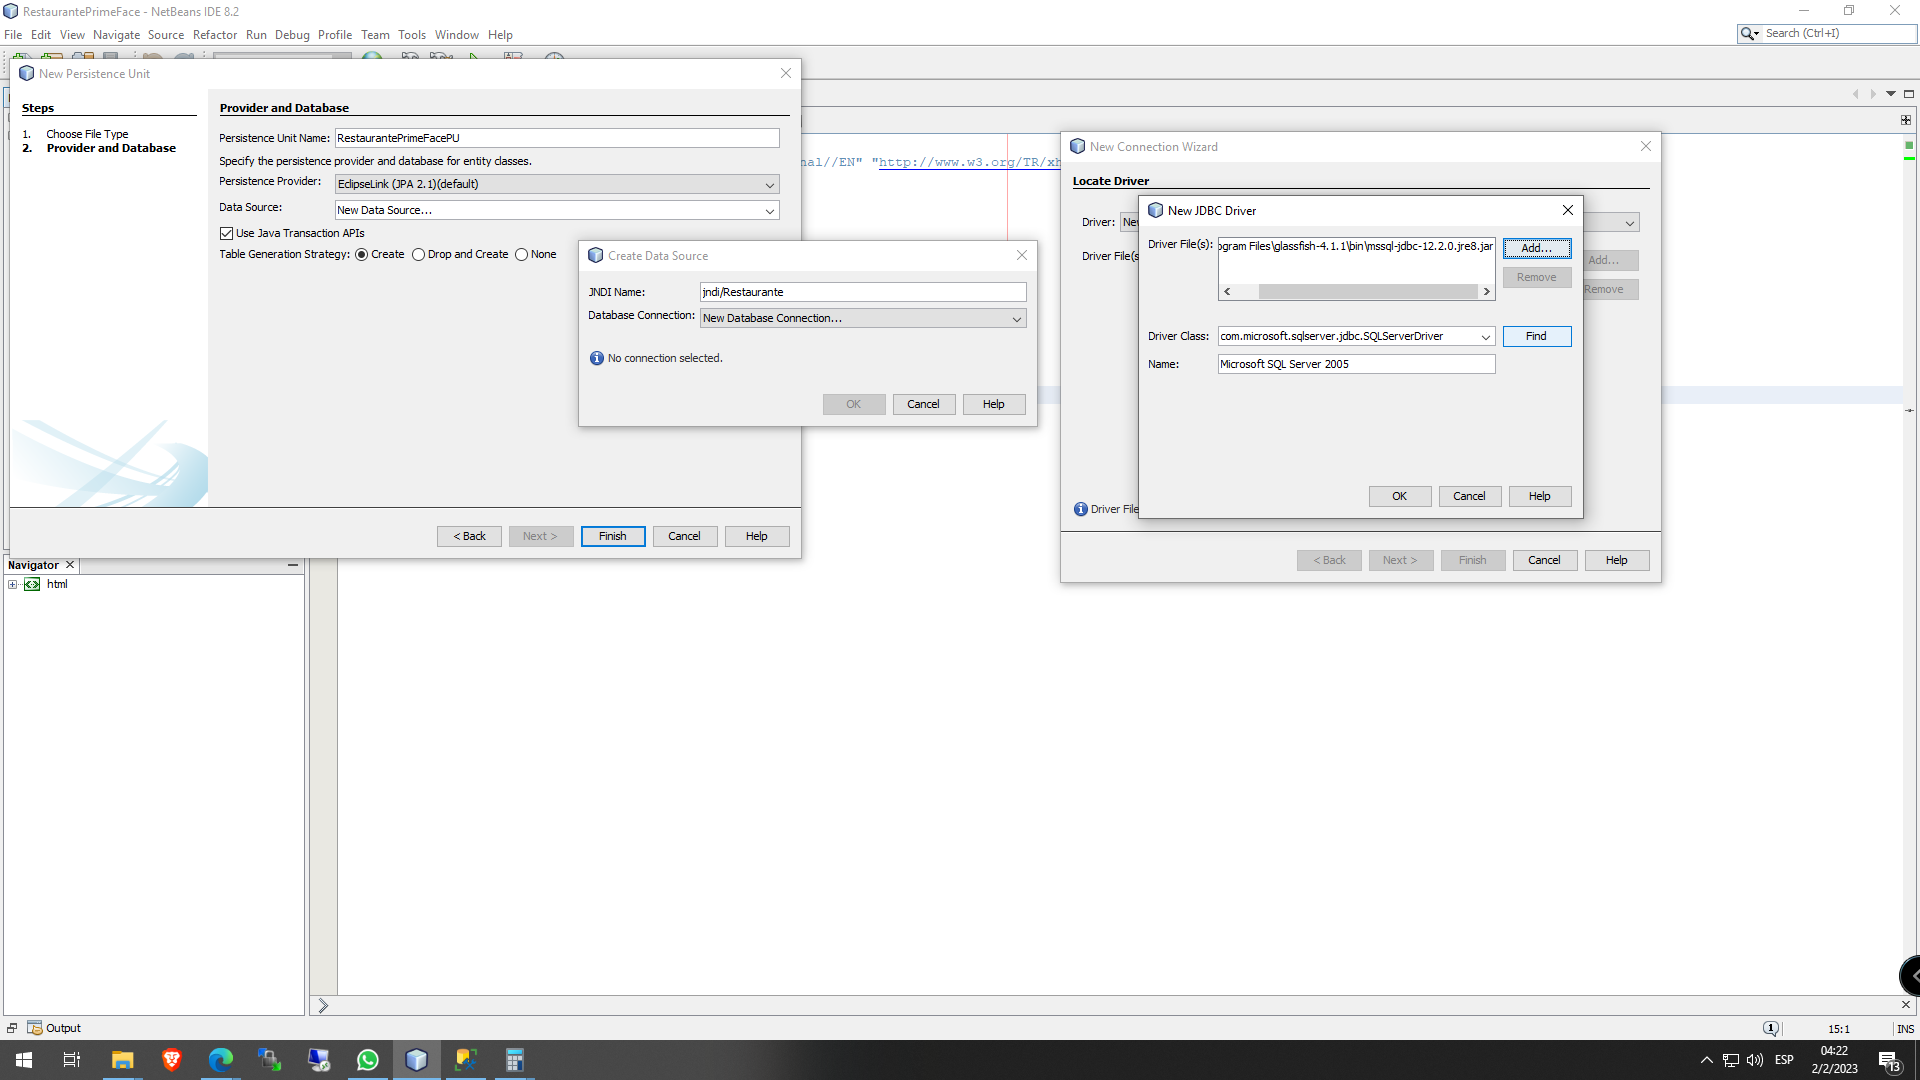 RestaurantePrimeFace - NetBeans IDE 8.2
File Edit View Navigate Source Refactor Run Debug Profile Team Tools Window Help
Search (Ctrl+I)
New Persistence Unit
Steps
1. Choose File Type
2. Provider and Database
Provider and Database
Persistence Unit Name: RestaurantePrimeFacePU
Specify the persistence provider and database for entity classes.
Persistence Provider: EclipseLink (JPA 2.1)(default)
Data Source: New Data Source...
Use Java Transaction APIs
Table Generation Strategy: Create Drop and Create None
< Back Next > Finish Cancel Help
nal//EN" "http://www.w3.org/TR/xh
Create Data Source
JNDI Name: jndi/Restaurante
Database Connection: New Database Connection...
No connection selected.
OK Cancel Help
New Connection Wizard
Locate Driver
Driver: Nev
Driver File(s
Add...
Remove
Driver File
< Back Next > Finish Cancel Help
New JDBC Driver
Driver File(s): ogram Files\glassfish-4.1.1\bin\mssql-jdbc-12.2.0.jre8.jar Add...
Remove
Driver Class: com.microsoft.sqlserver.jdbc.SQLServerDriver Find
Name: Microsoft SQL Server 2005
OK Cancel Help
Navigator
html
Output
1
15:1 INS
ESP
04:22
2/2/2023
13